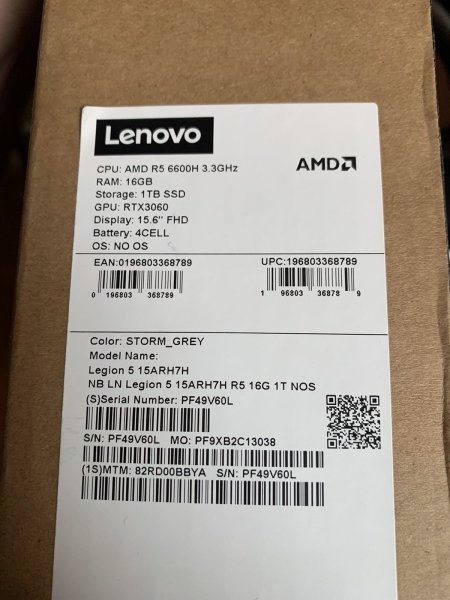 Lenovo
AMD
CPU: AMD R5 6600H 3.3GHz
RAM: 16GB
Storage: 1TB SSD
GPU: RTX3060
Display: 15.6" FHD
Battery: 4CELL
OS: NO OS
EAN:0196803368789 UPC:196803368789
0 196803 368789 1 96803 36878 9
Color: STORM_GREY
Model Name:
Legion 5 15ARH7H
NB LN Legion 5 15ARH7H R5 16G 1T NOS
(S)Serial Number: PF49V60L
S/N: PF49V60L MO: PF9XB2C13038
(1S)MTM: 82RD00BBYA S/N: PF49V60L